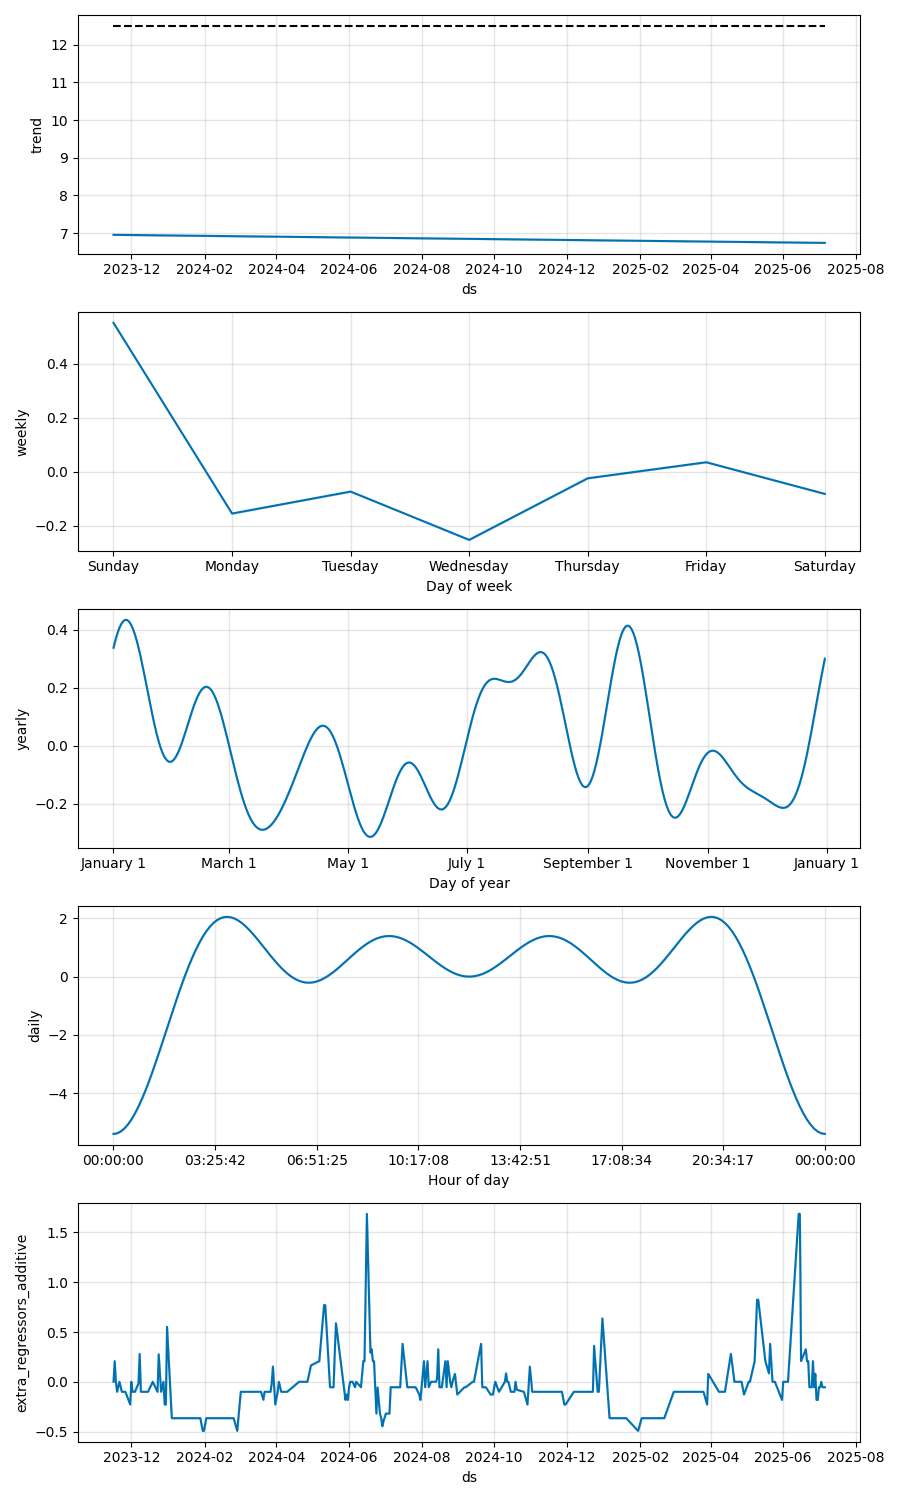 12
11
10
9
8
7
trend
2023-12 2024-02 2024-04 2024-06 2024-08 2024-10 2024-12 2025-02 2025-04 2025-06 2025-08
ds
0.4
0.2
0.0
−0.2
weekly
Sunday Monday Tuesday Wednesday Thursday Friday Saturday
Day of week
0.4
0.2
0.0
−0.2
yearly
January 1 March 1 May 1 July 1 September 1 November 1 January 1
Day of year
2
0
−2
−4
daily
00:00:00 03:25:42 06:51:25 10:17:08 13:42:51 17:08:34 20:34:17 00:00:00
Hour of day
1.5
1.0
0.5
0.0
−0.5
extra_regressors_additive
2023-12 2024-02 2024-04 2024-06 2024-08 2024-10 2024-12 2025-02 2025-04 2025-06 2025-08
ds